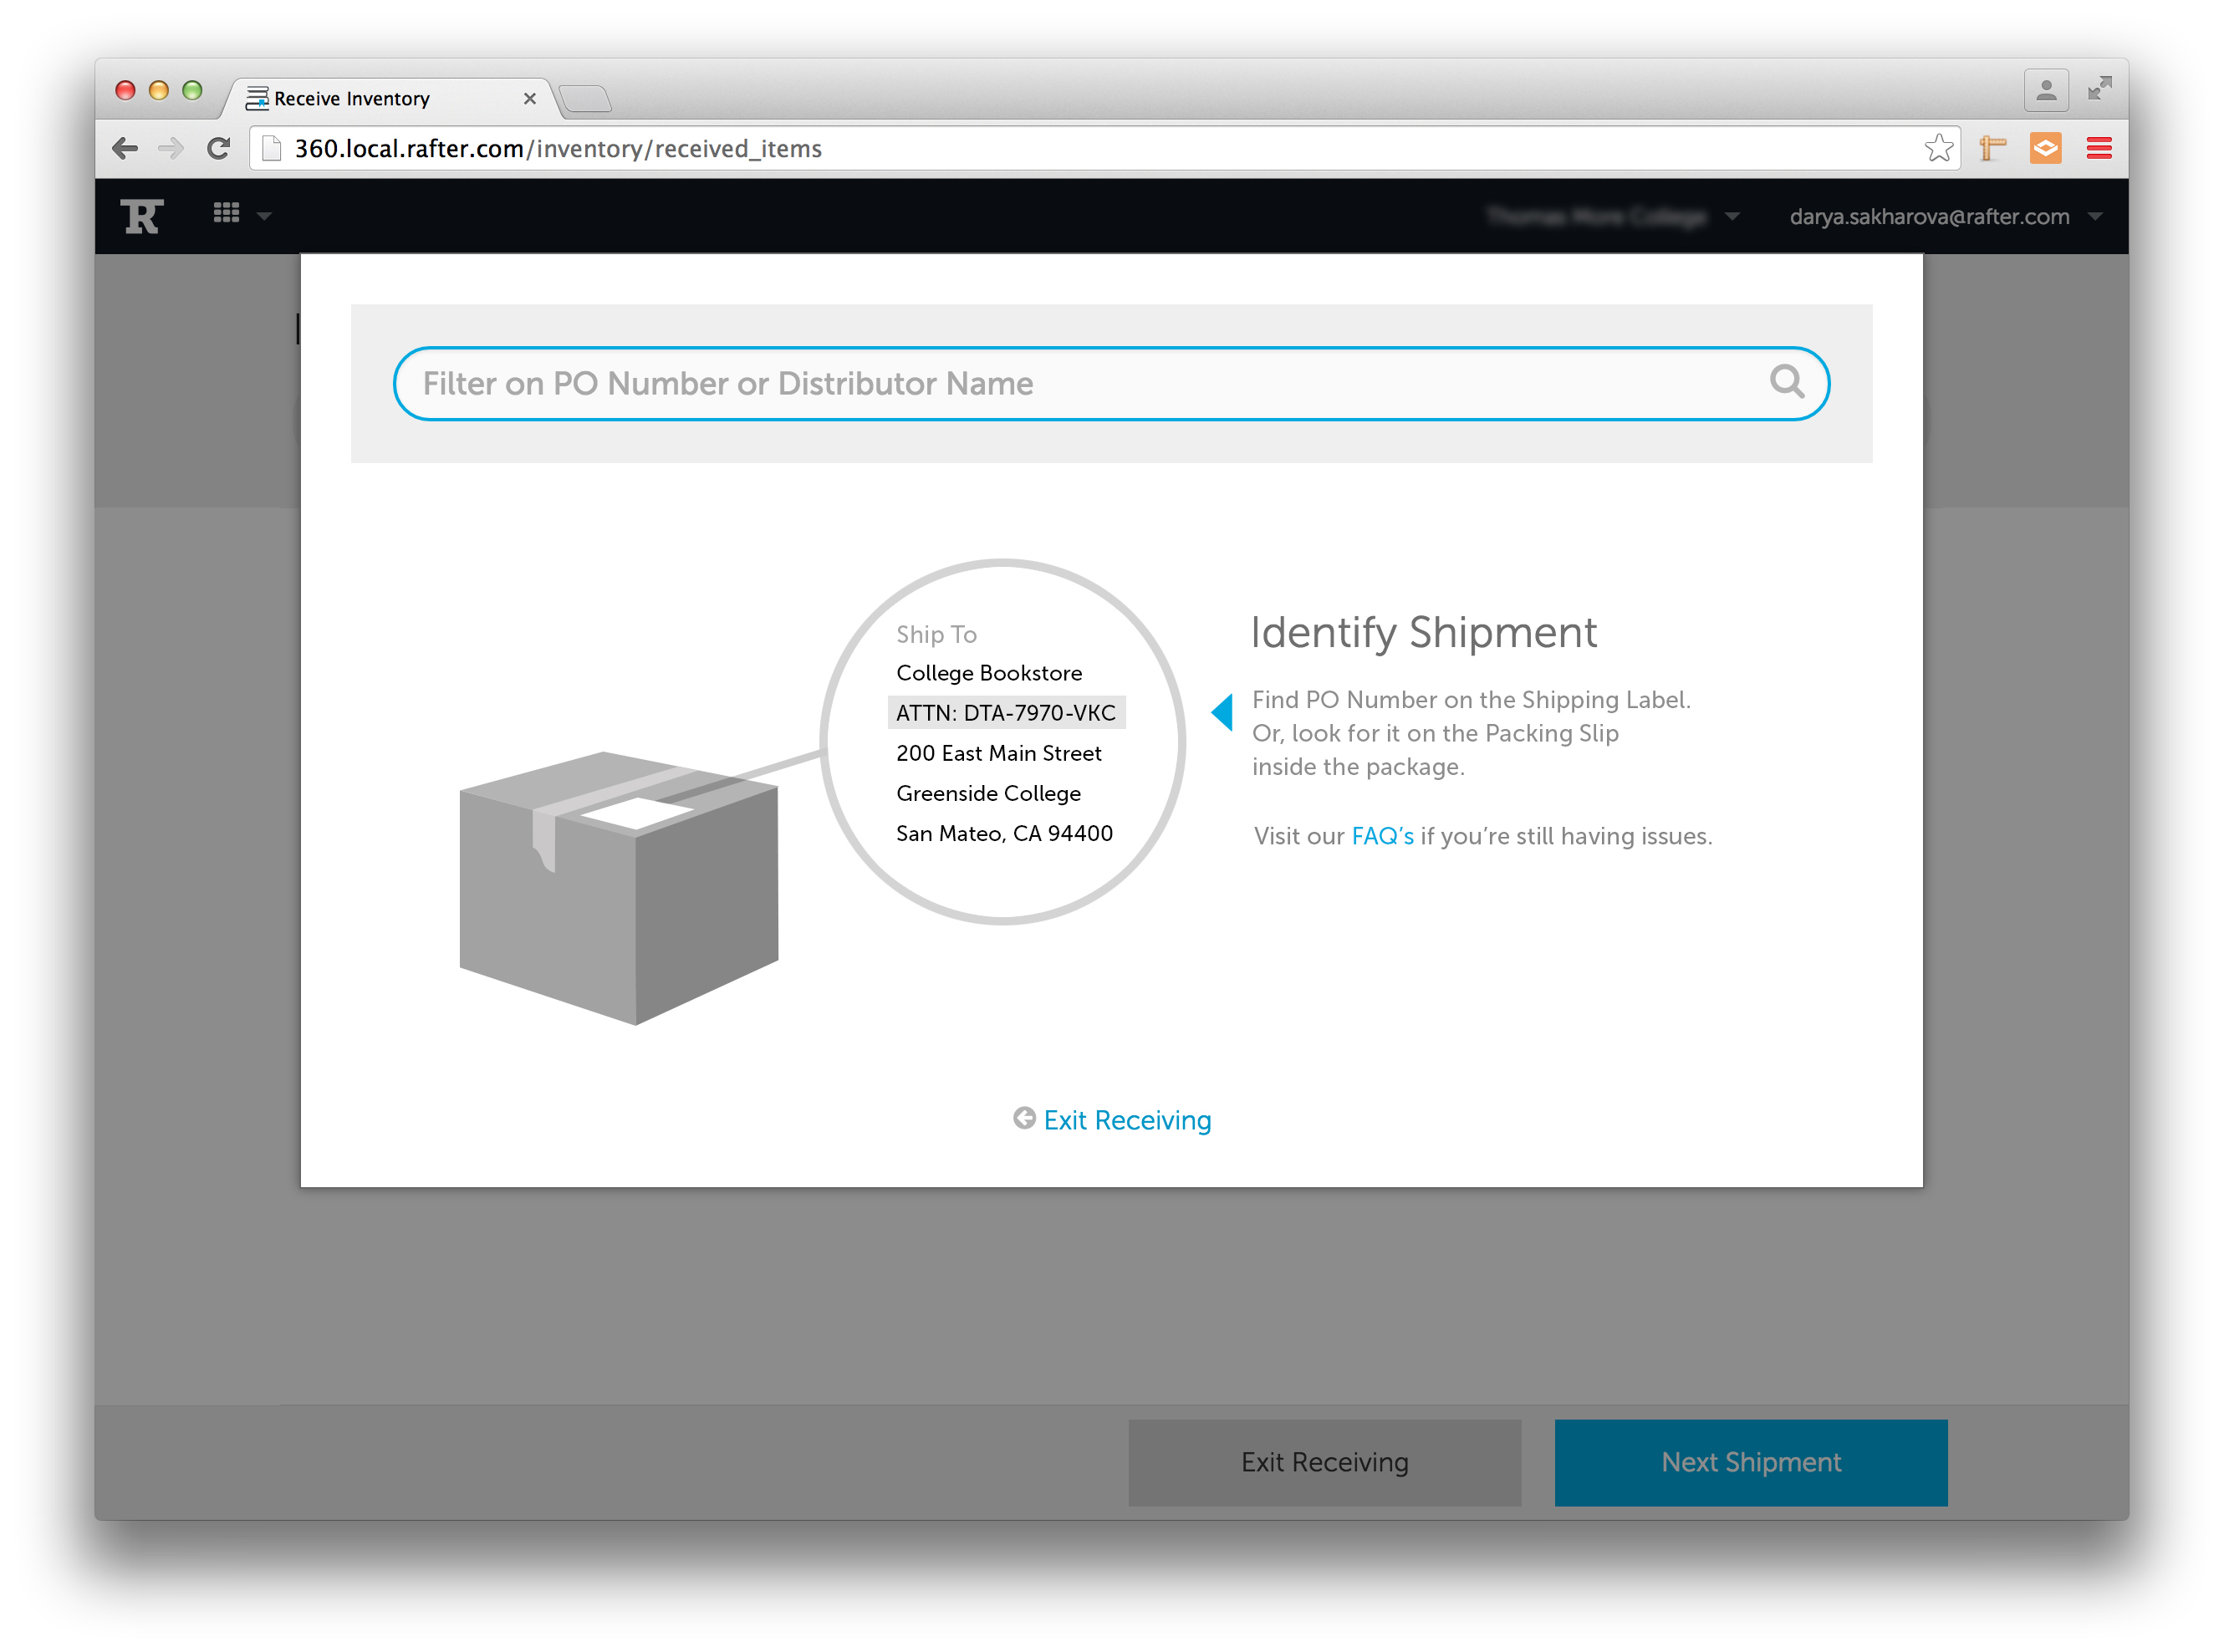 Receive Inventory
360.local.rafter.com/inventory/received_items
R
darya.sakharova@rafter.com
Filter on PO Number or Distributor Name
Ship To
College Bookstore
ATTN: DTA-7970-VKC
200 East Main Street
Greenside College
San Mateo, CA 94400
Identify Shipment
Find PO Number on the Shipping Label.
Or, look for it on the Packing Slip
inside the package.
Visit our FAQ’s if you’re still having issues.
Exit Receiving
Exit Receiving
Next Shipment